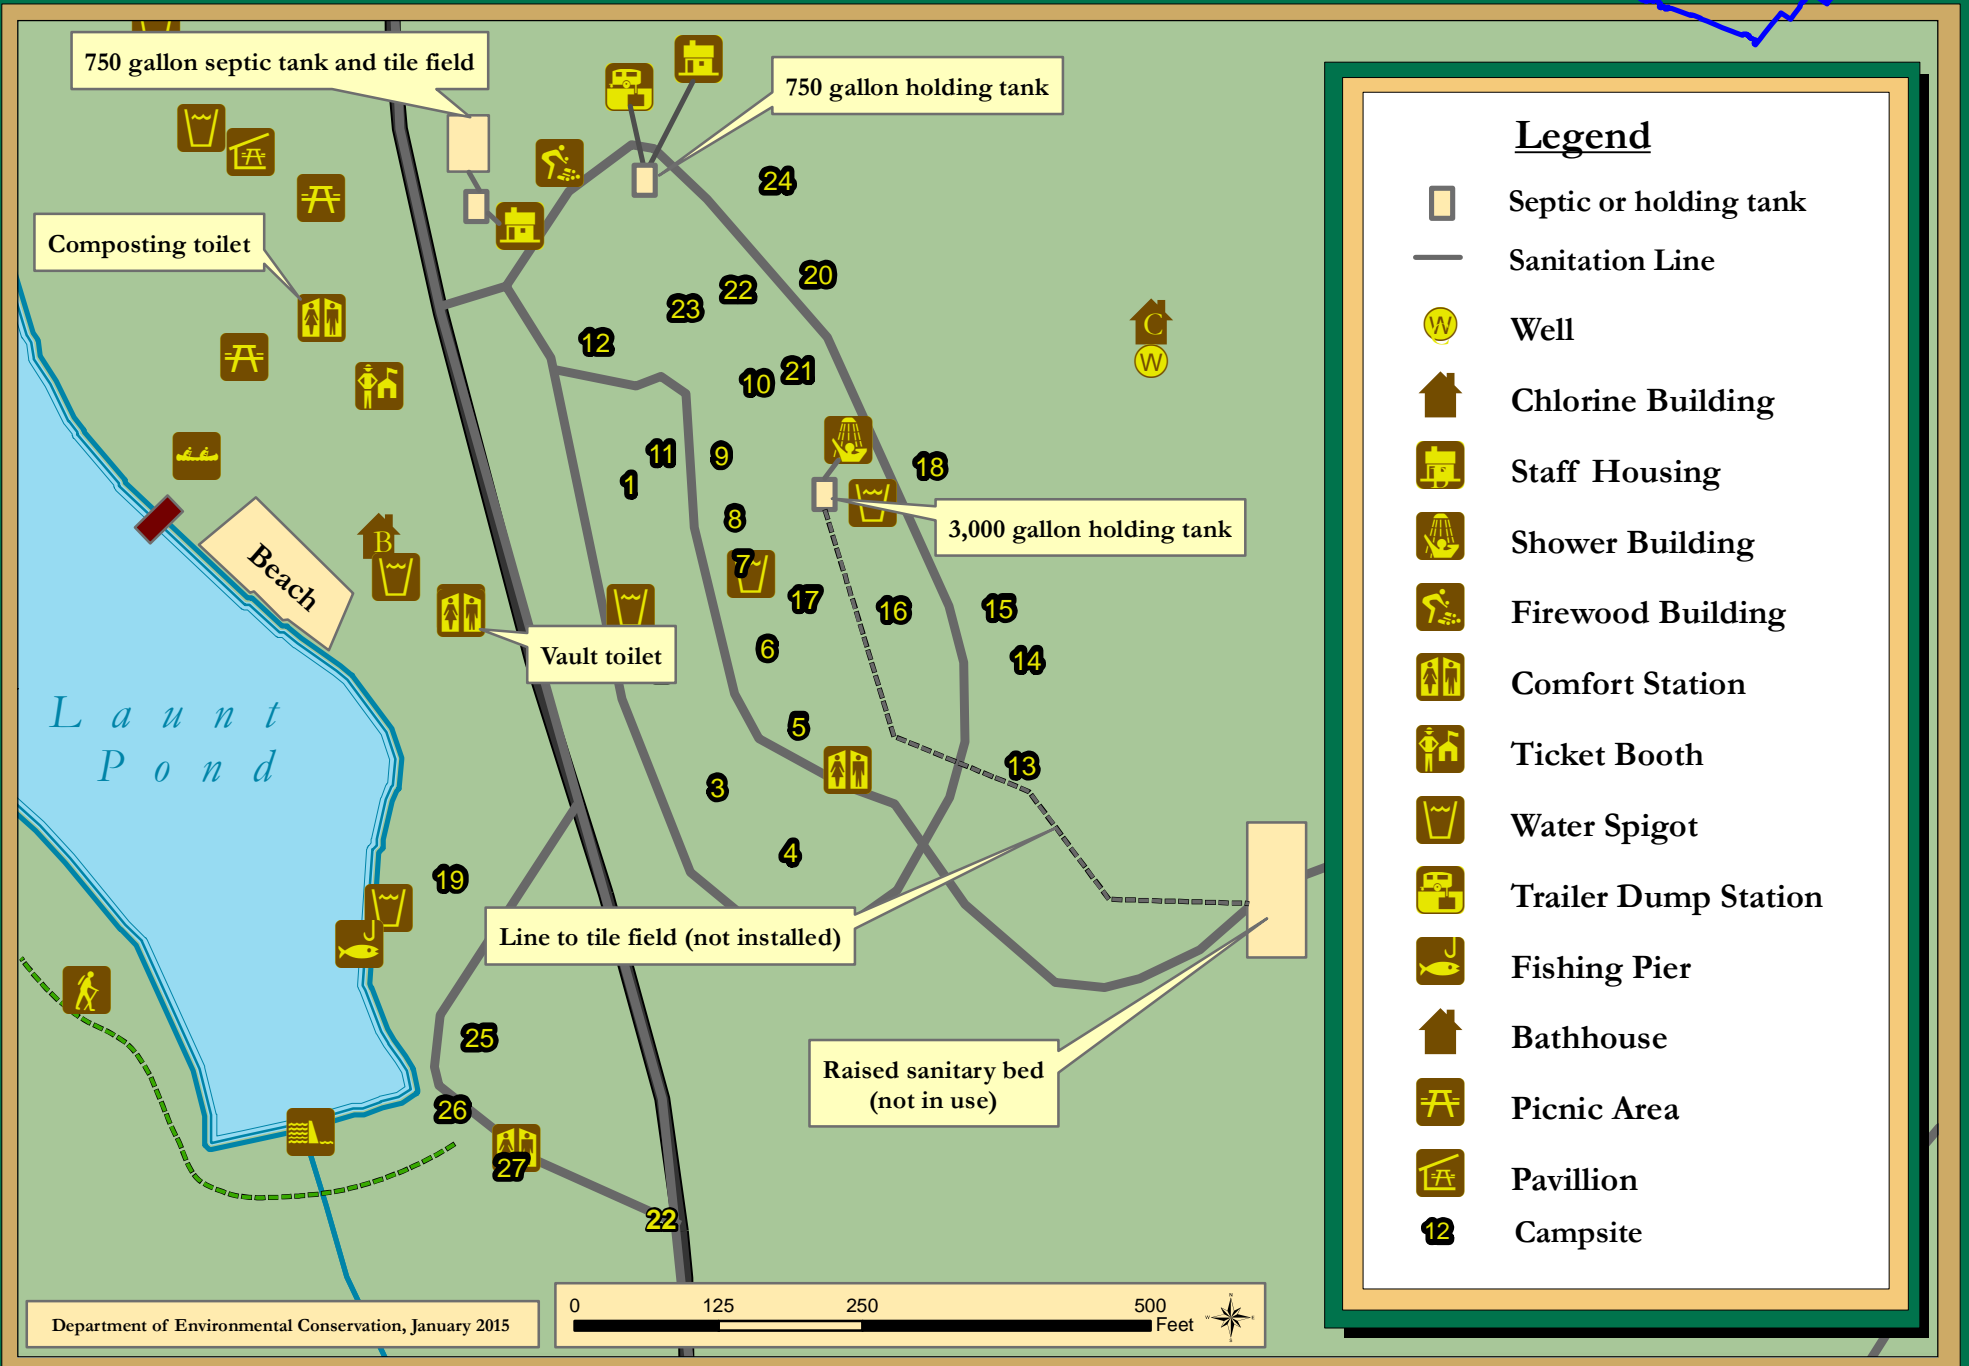 750 gallon septic tank and tile field
750 gallon holding tank
24
Composting toilet
20
22
23
12
C
W
21
10
11
9
1
18
8
3,000 gallon holding tank
B
Beach
7
17
16
15
Vault toilet
6
14
Launt
Pond
5
13
3
4
19
Line to tile field (not installed)
25
Raised sanitary bed
(not in use)
26
27
22
Department of Environmental Conservation, January 2015
0 125 250 500
Feet
N
W E
S
Legend
Septic or holding tank
Sanitation Line
W Well
Chlorine Building
Staff Housing
Shower Building
Firewood Building
Comfort Station
Ticket Booth
Water Spigot
Trailer Dump Station
Fishing Pier
Bathhouse
Picnic Area
Pavillion
12 Campsite